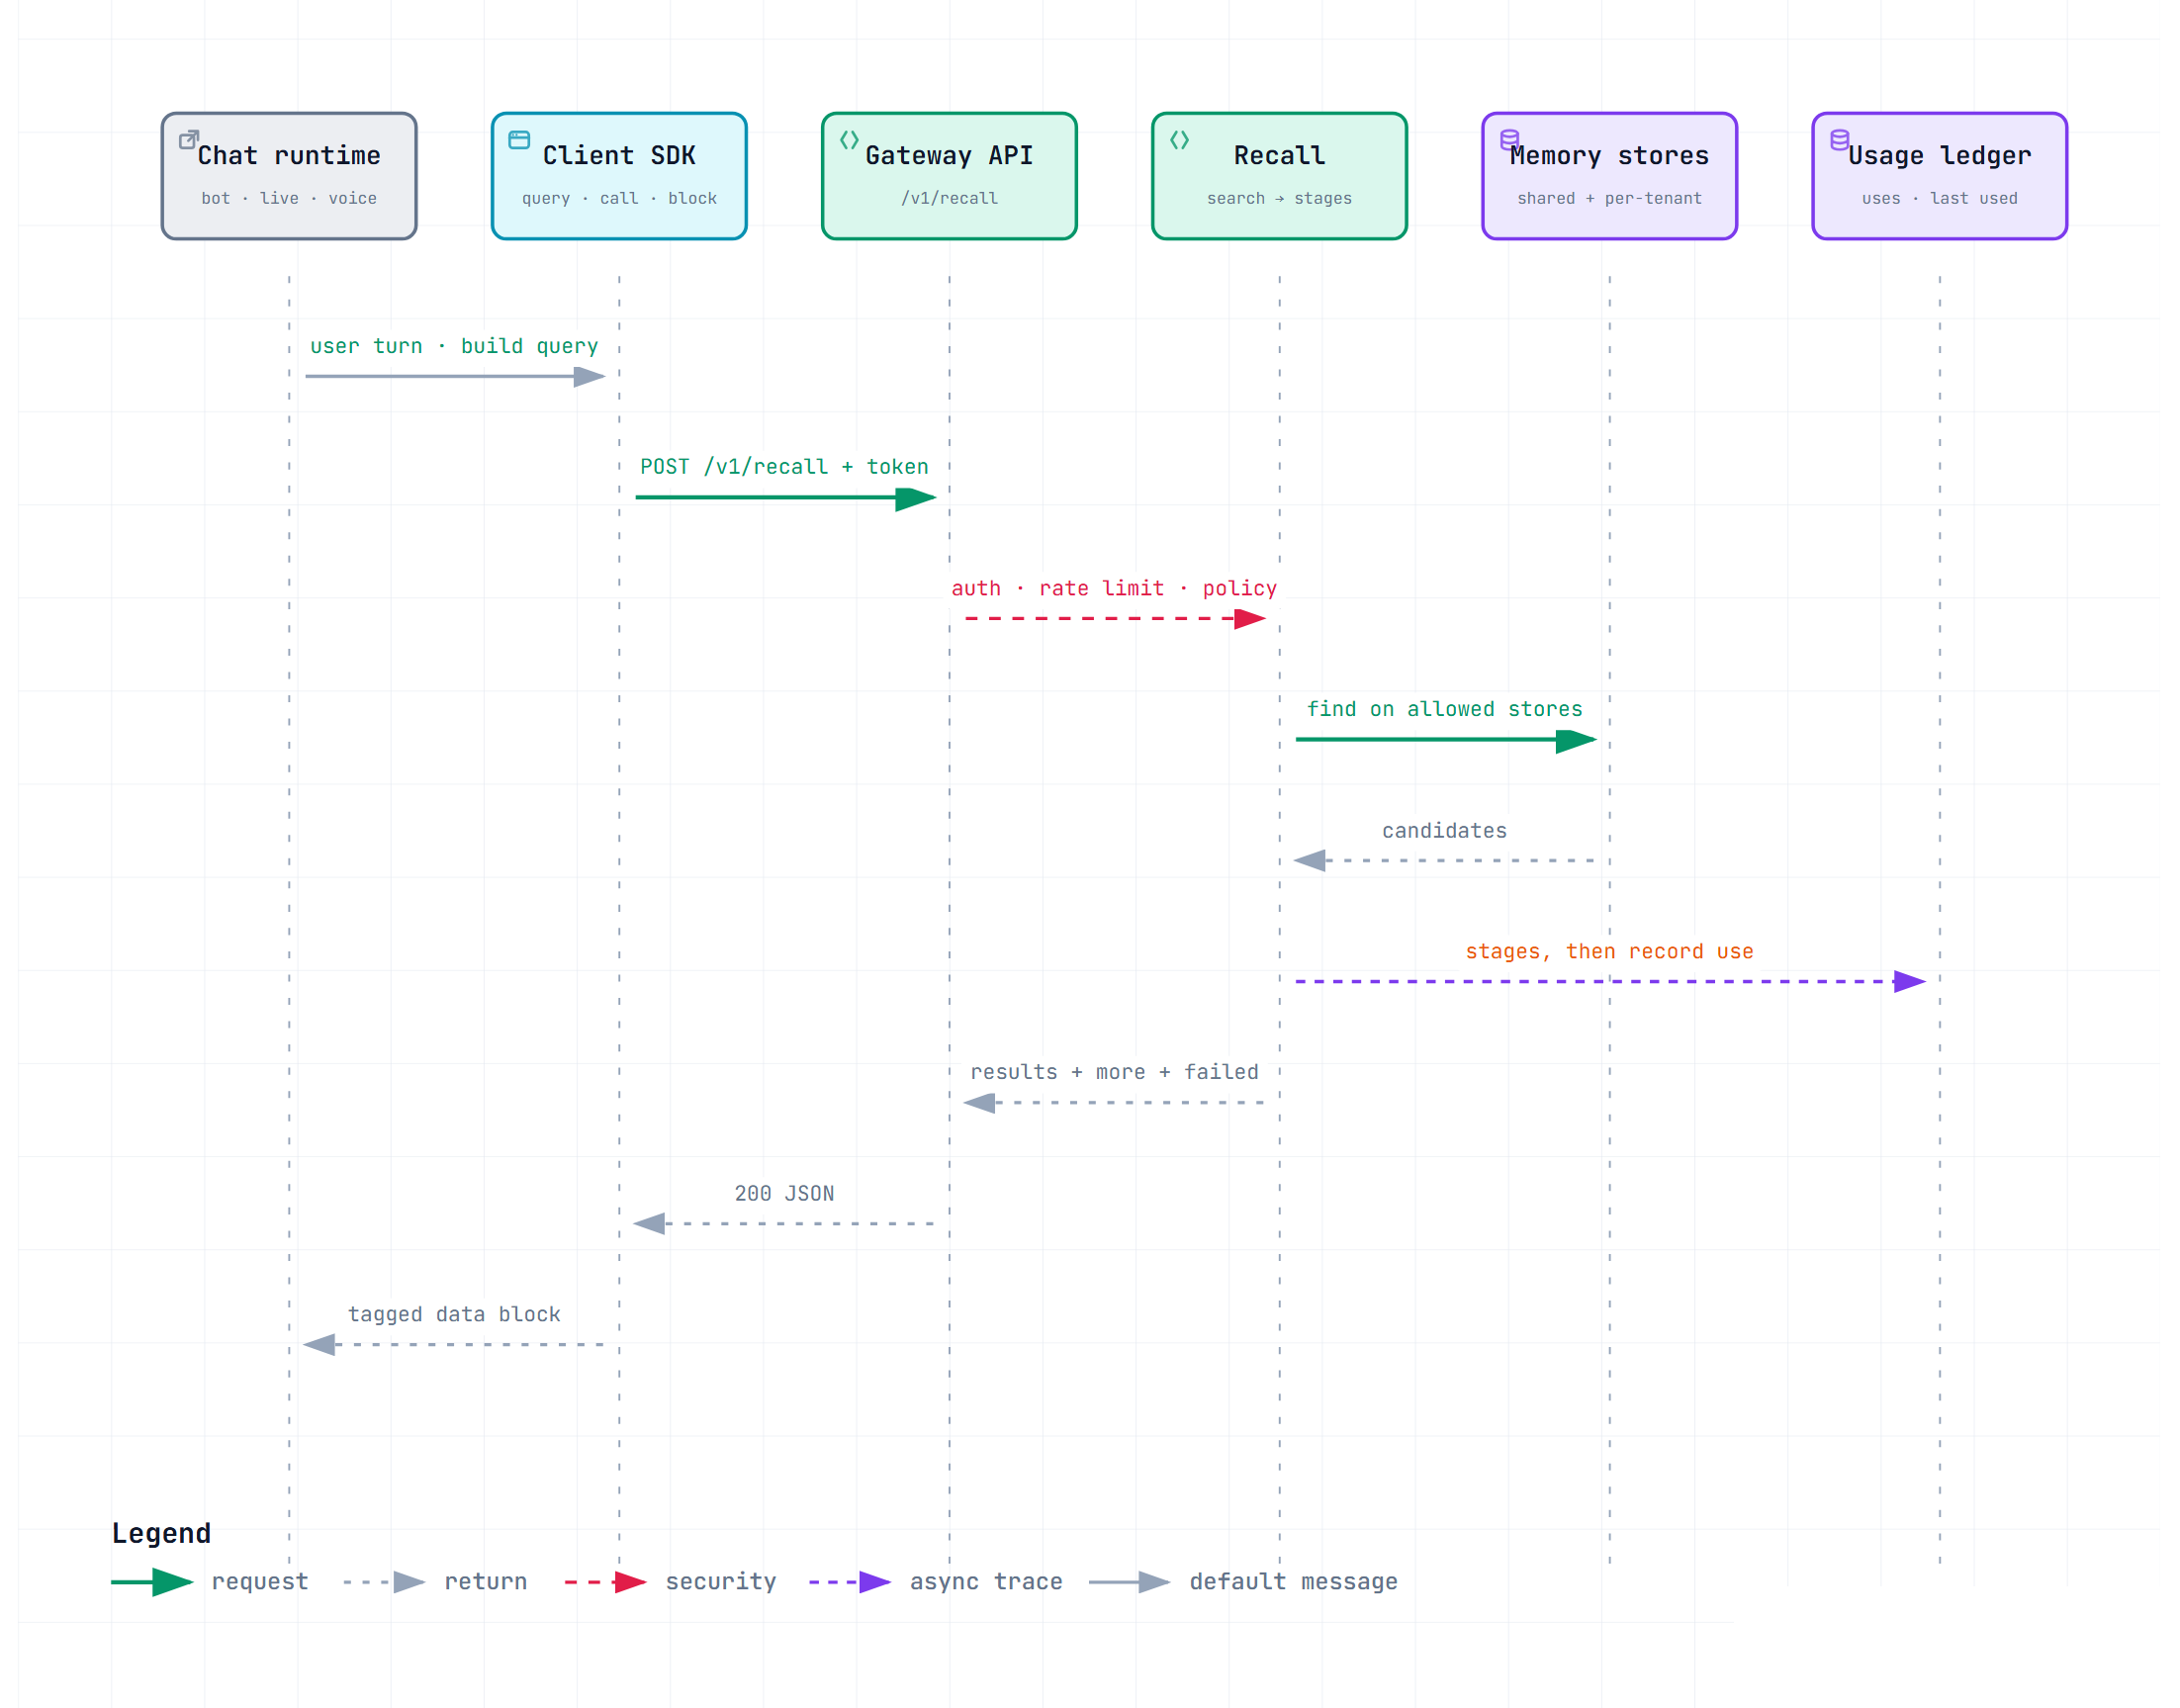 Chat runtime
bot · live · voice
Client SDK
query · call · block
Gateway API
/v1/recall
Recall
search → stages
Memory stores
shared + per-tenant
Usage ledger
uses · last used
user turn · build query
POST /v1/recall + token
auth · rate limit · policy
find on allowed stores
candidates
stages, then record use
results + more + failed
200 JSON
tagged data block
Legend
request
return
security
async trace
default message